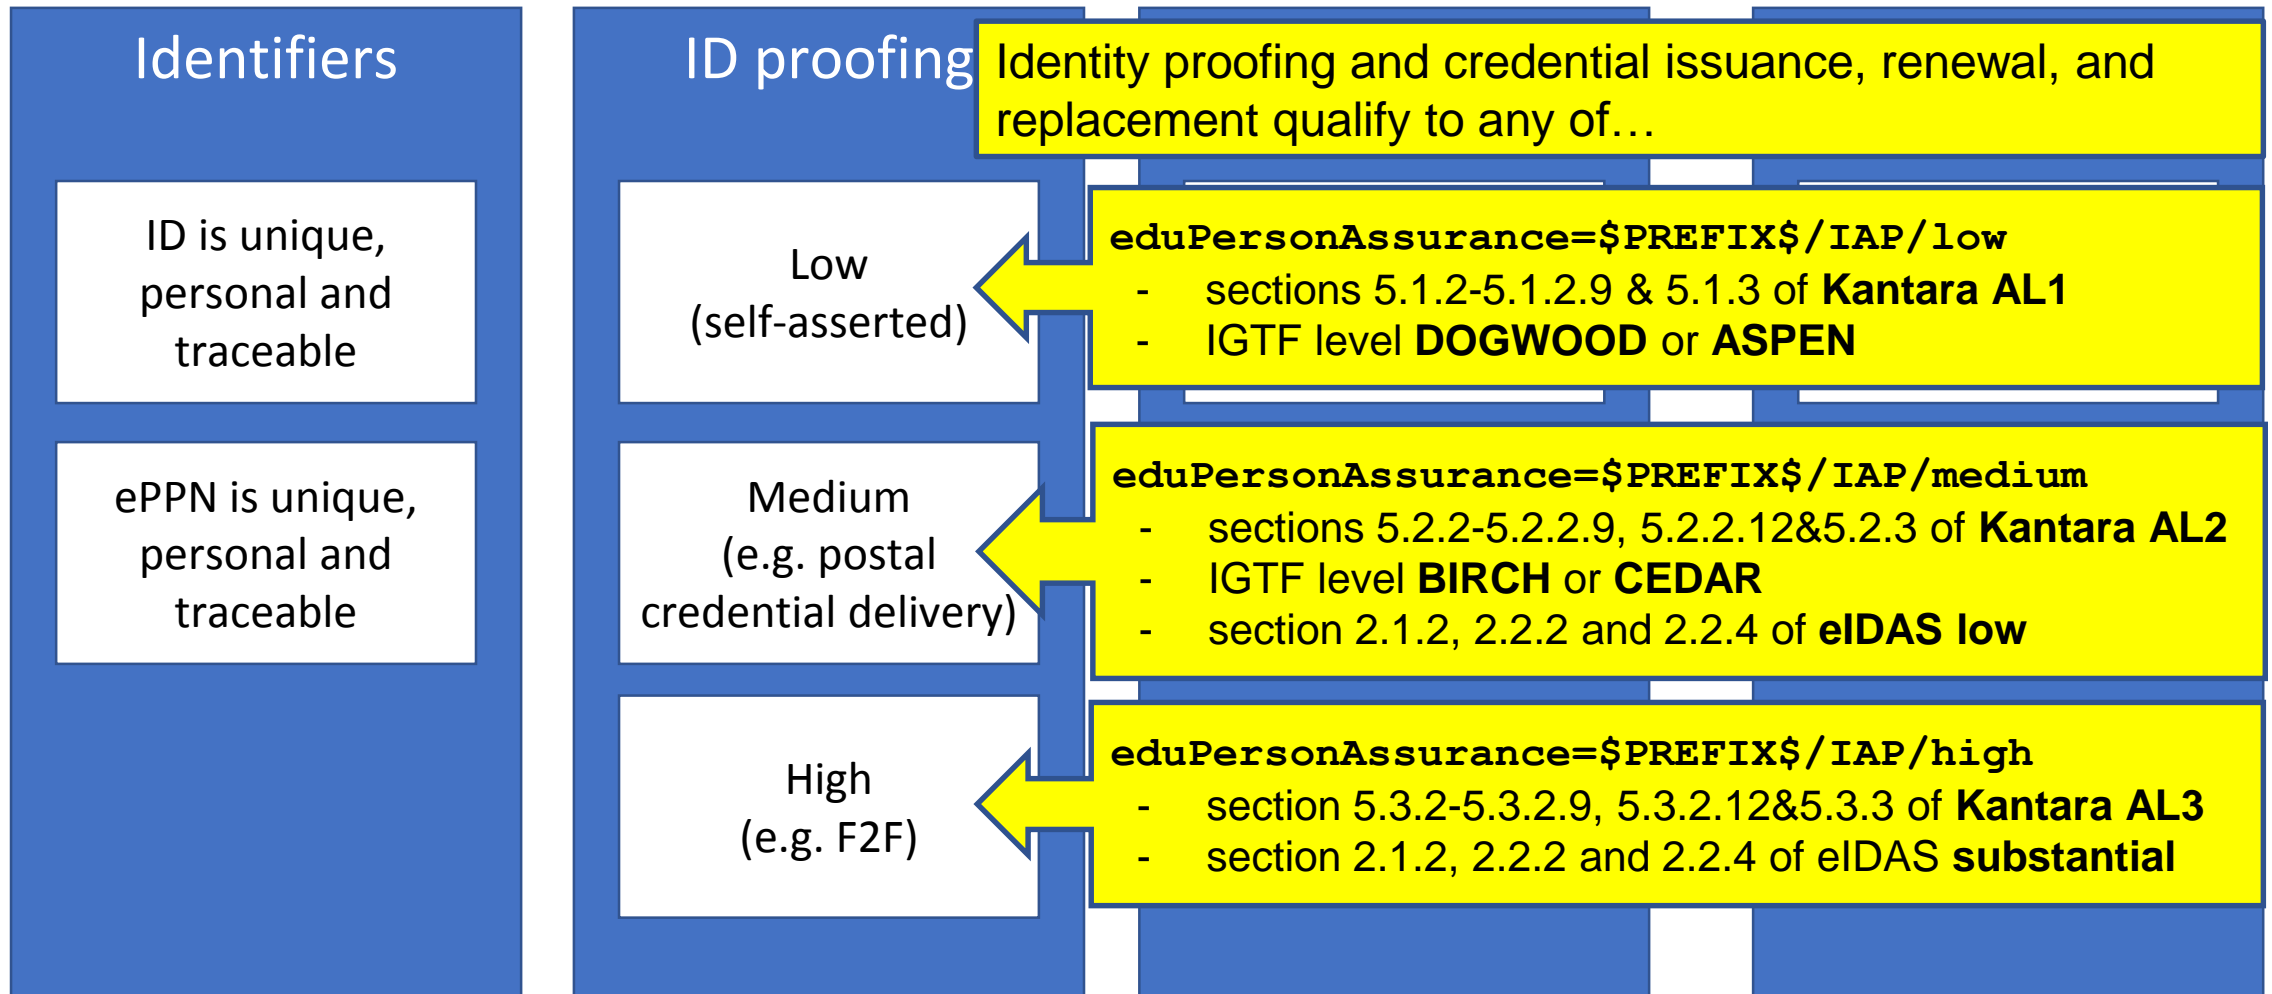 Identifiers
ID is unique,
personal and
traceable
ePPN is unique,
personal and
traceable
ID proofing
Low
(self-asserted)
Medium
(e.g. postal
credential delivery)
High
(e.g. F2F)
Identity proofing and credential issuance, renewal, and
replacement qualify to any of…
eduPersonAssurance=$PREFIX$/IAP/low
- sections 5.1.2-5.1.2.9 & 5.1.3 of Kantara AL1
- IGTF level DOGWOOD or ASPEN
eduPersonAssurance=$PREFIX$/IAP/medium
- sections 5.2.2-5.2.2.9, 5.2.2.12&5.2.3 of Kantara AL2
- IGTF level BIRCH or CEDAR
- section 2.1.2, 2.2.2 and 2.2.4 of eIDAS low
eduPersonAssurance=$PREFIX$/IAP/high
- section 5.3.2-5.3.2.9, 5.3.2.12&5.3.3 of Kantara AL3
- section 2.1.2, 2.2.2 and 2.2.4 of eIDAS substantial